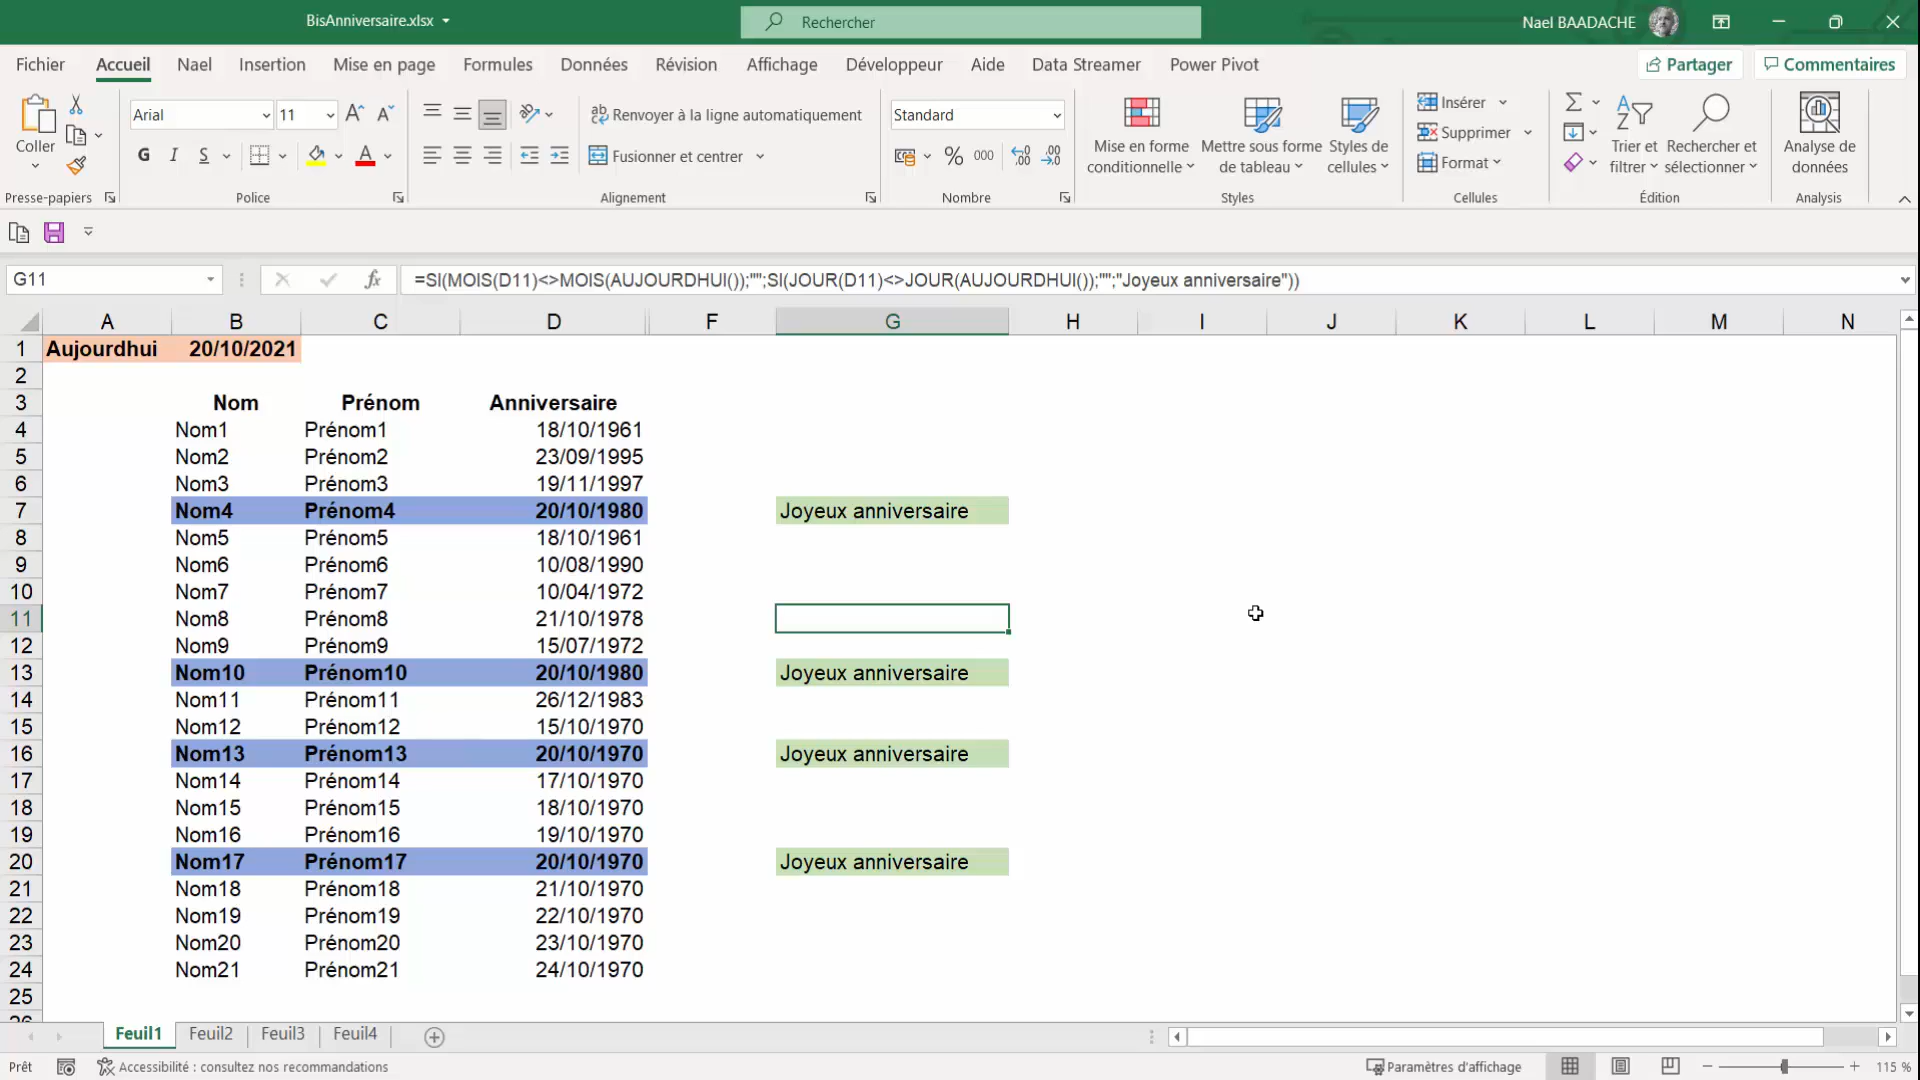 BisAnniversaire.xlsx
Rechercher
Nael BAADACHE
Fichier Accueil Nael Insertion Mise en page Formules Données Révision Affichage Développeur Aide Data Streamer Power Pivot
Partager Commentaires
Coller
Presse-papiers
Arial 11
G I S
Police
Renvoyer à la ligne automatiquement
Fusionner et centrer
Alignement
Standard
% 000
Nombre
Mise en forme conditionnelle
Mettre sous forme de tableau
Styles de cellules
Styles
Insérer
Supprimer
Format
Cellules
Trier et filtrer
Rechercher et sélectionner
Édition
Analyse de données
Analysis
G11 fx =SI(MOIS(D11)<>MOIS(AUJOURDHUI());"";SI(JOUR(D11)<>JOUR(AUJOURDHUI());"";"Joyeux anniversaire"))
A B C D F G H I J K L M N
1 Aujourdhui 20/10/2021
2
3 Nom Prénom Anniversaire
4 Nom1 Prénom1 18/10/1961
5 Nom2 Prénom2 23/09/1995
6 Nom3 Prénom3 19/11/1997
7 Nom4 Prénom4 20/10/1980 Joyeux anniversaire
8 Nom5 Prénom5 18/10/1961
9 Nom6 Prénom6 10/08/1990
10 Nom7 Prénom7 10/04/1972
11 Nom8 Prénom8 21/10/1978
12 Nom9 Prénom9 15/07/1972
13 Nom10 Prénom10 20/10/1980 Joyeux anniversaire
14 Nom11 Prénom11 26/12/1983
15 Nom12 Prénom12 15/10/1970
16 Nom13 Prénom13 20/10/1970 Joyeux anniversaire
17 Nom14 Prénom14 17/10/1970
18 Nom15 Prénom15 18/10/1970
19 Nom16 Prénom16 19/10/1970
20 Nom17 Prénom17 20/10/1970 Joyeux anniversaire
21 Nom18 Prénom18 21/10/1970
22 Nom19 Prénom19 22/10/1970
23 Nom20 Prénom20 23/10/1970
24 Nom21 Prénom21 24/10/1970
25
Feuil1 Feuil2 Feuil3 Feuil4
Prêt Accessibilité : consultez nos recommandations Paramètres d'affichage 115 %